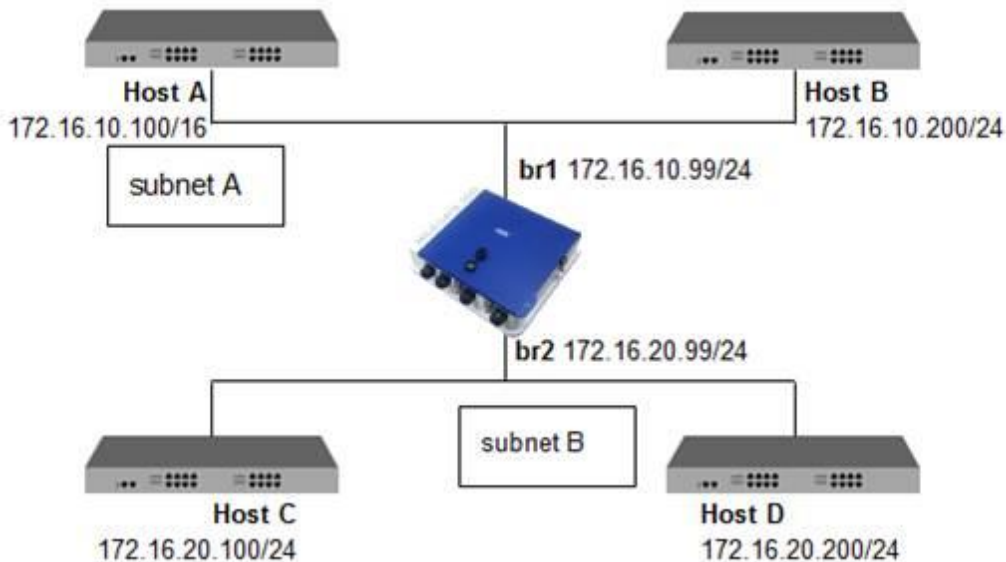 Host A
172.16.10.100/16
Host B
172.16.10.200/24
subnet A
br1 172.16.10.99/24
br2 172.16.20.99/24
subnet B
Host C
172.16.20.100/24
Host D
172.16.20.200/24